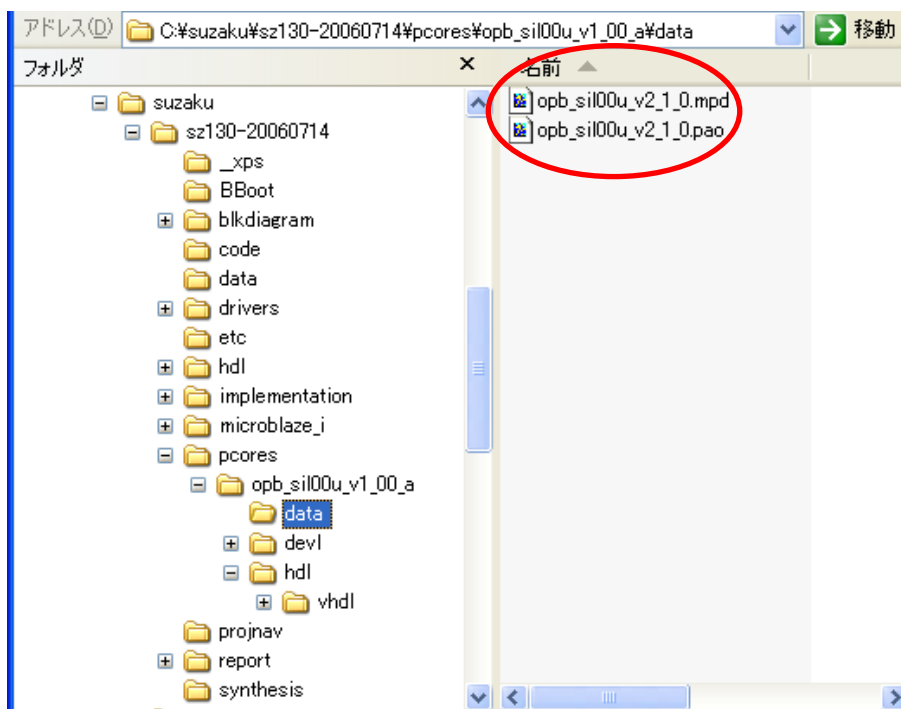 アドレス(D) C:¥suzaku¥sz130-20060714¥pcores¥opb_sil00u_v1_00_a¥data 移動
フォルダ × 名前
suzaku
sz130-20060714
_xps
BBoot
blkdiagram
code
data
drivers
etc
hdl
implementation
microblaze_i
pcores
opb_sil00u_v1_00_a
data
devl
hdl
vhdl
projnav
report
synthesis
opb_sil00u_v2_1_0.mpd
opb_sil00u_v2_1_0.pao